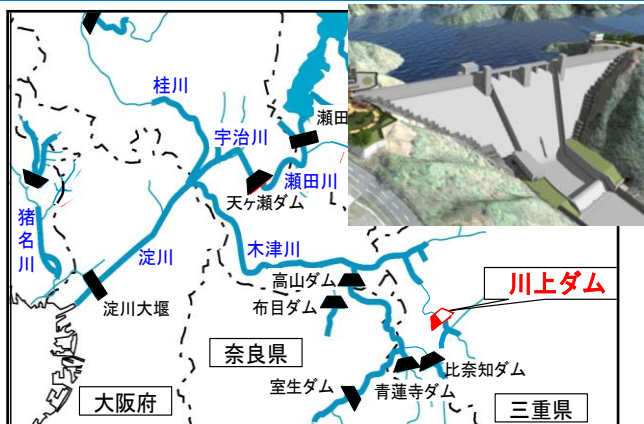 桂川
宇治川
瀬田
瀬田川
天ヶ瀬ダム
猪名川
淀川
木津川
淀川大堰
高山ダム
布目ダム
川上ダム
奈良県
比奈知ダム
青蓮寺ダム
室生ダム
大阪府
三重県